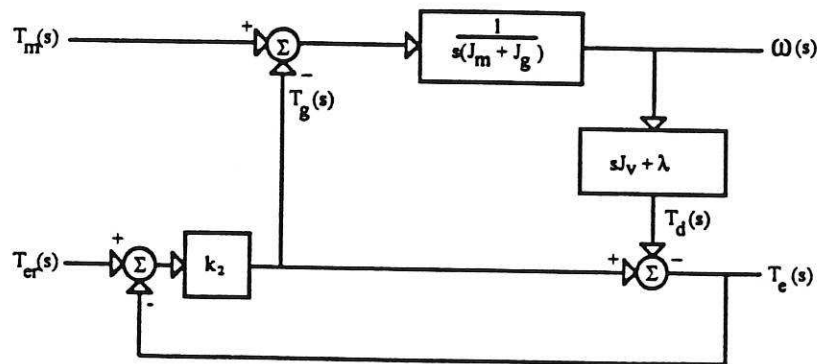 T_m(s)
+
Σ
−
1
s(J_m + J_g )
ω(s)
T_g(s)
sJ_v + λ
T_d(s)
T_er(s)
+
Σ
-
k_2
+
Σ
−
T_e(s)